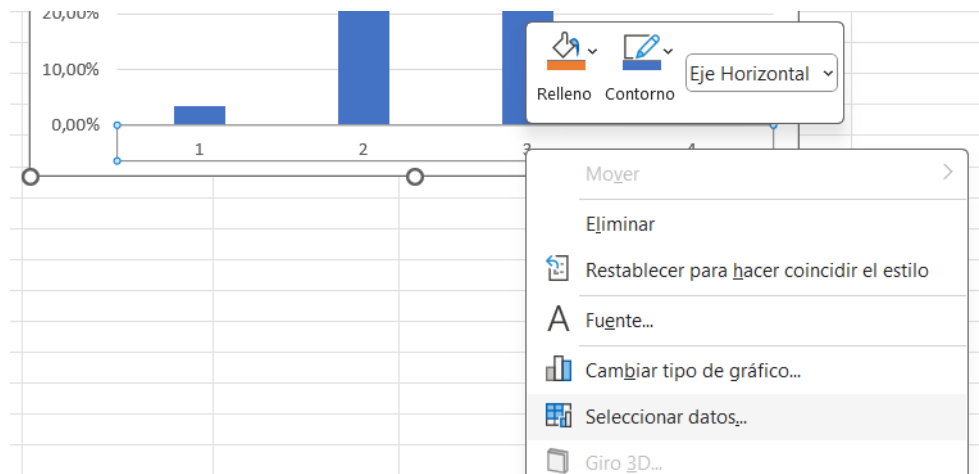 20,00%
10,00%
0,00%
1 2 3 4
Relleno Contorno Eje Horizontal
Mover
Eliminar
Restablecer para hacer coincidir el estilo
Fuente...
Cambiar tipo de gráfico...
Seleccionar datos...
Giro 3D...